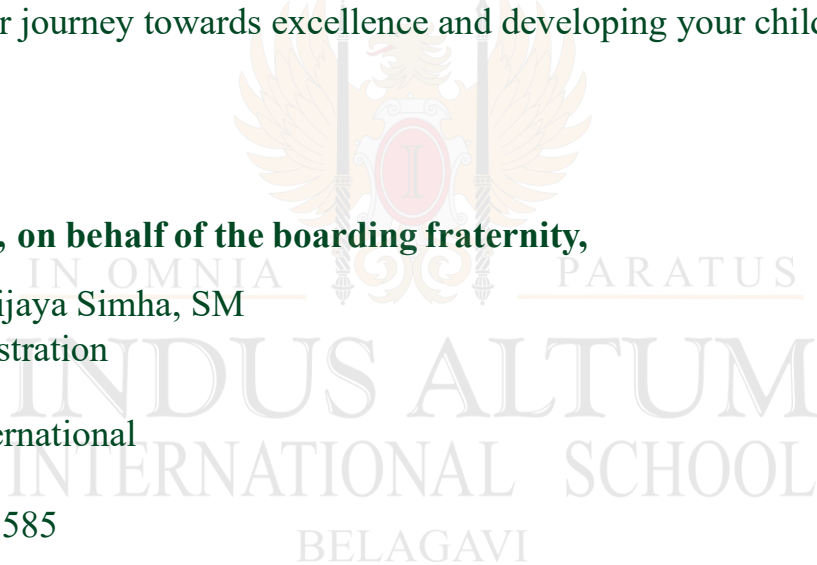 r journey towards excellence and developing your chil
I
, on behalf of the boarding fraternity,
IN OMNIA PARATUS
ijaya Simha, SM
stration
INDUS ALTUM
ernational
INTERNATIONAL SCHOOL
585
BELAGAVI